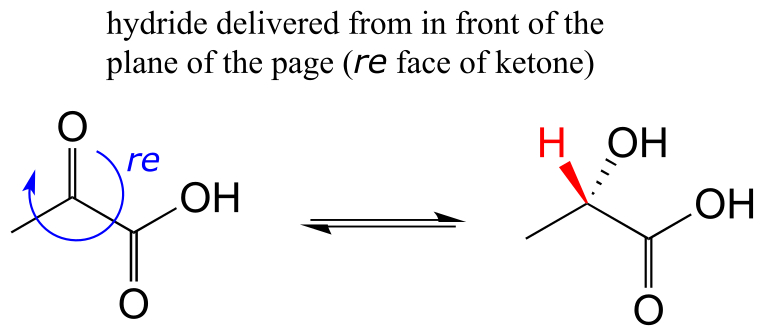 hydride delivered from in front of the
plane of the page (re face of ketone)
O
re
OH
O
H
OH
OH
O